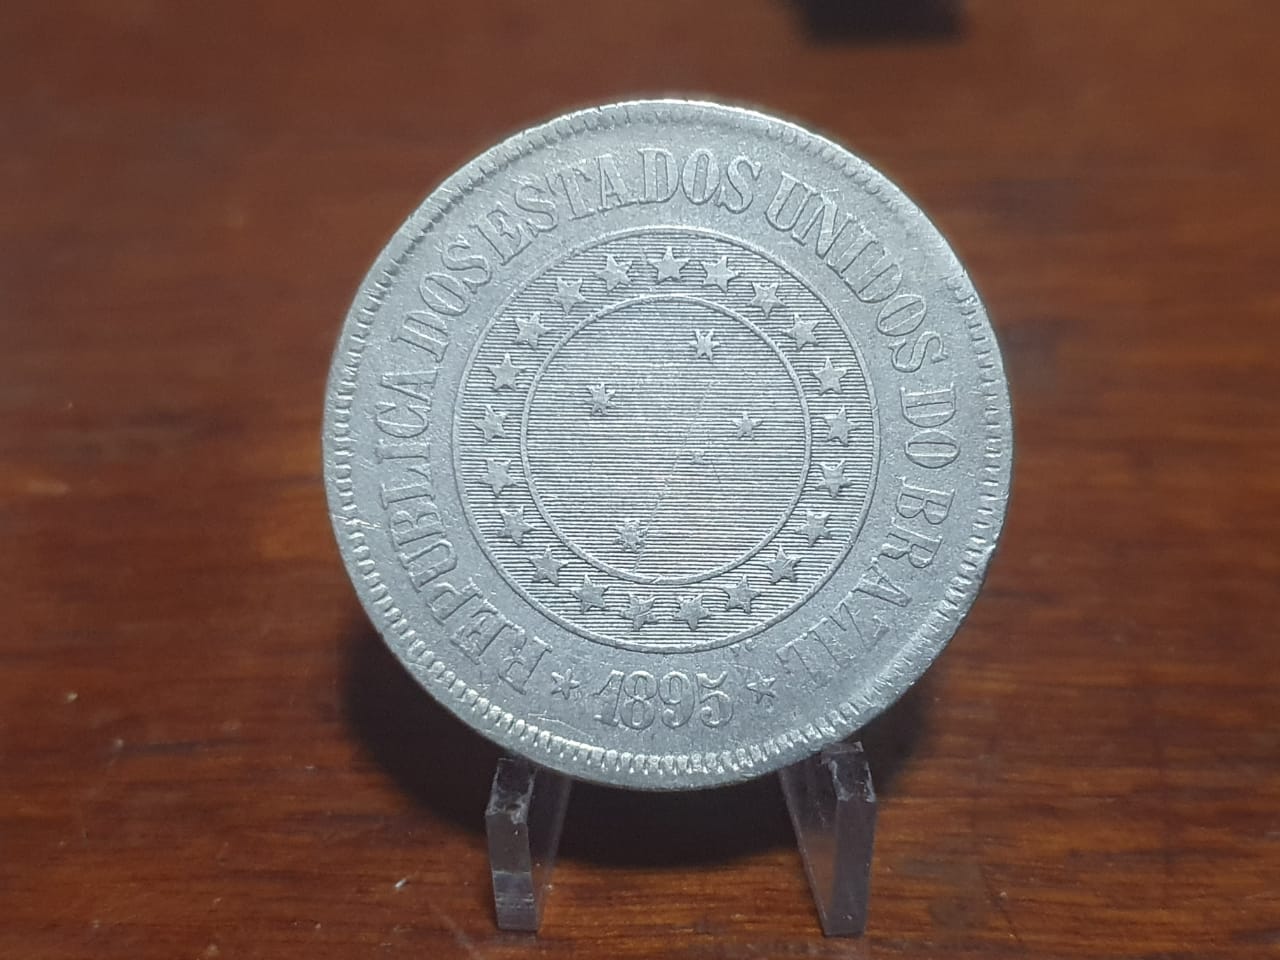 REPUBLICA DOS ESTADOS UNIDOS DO BRAZIL
★ 1895 ★